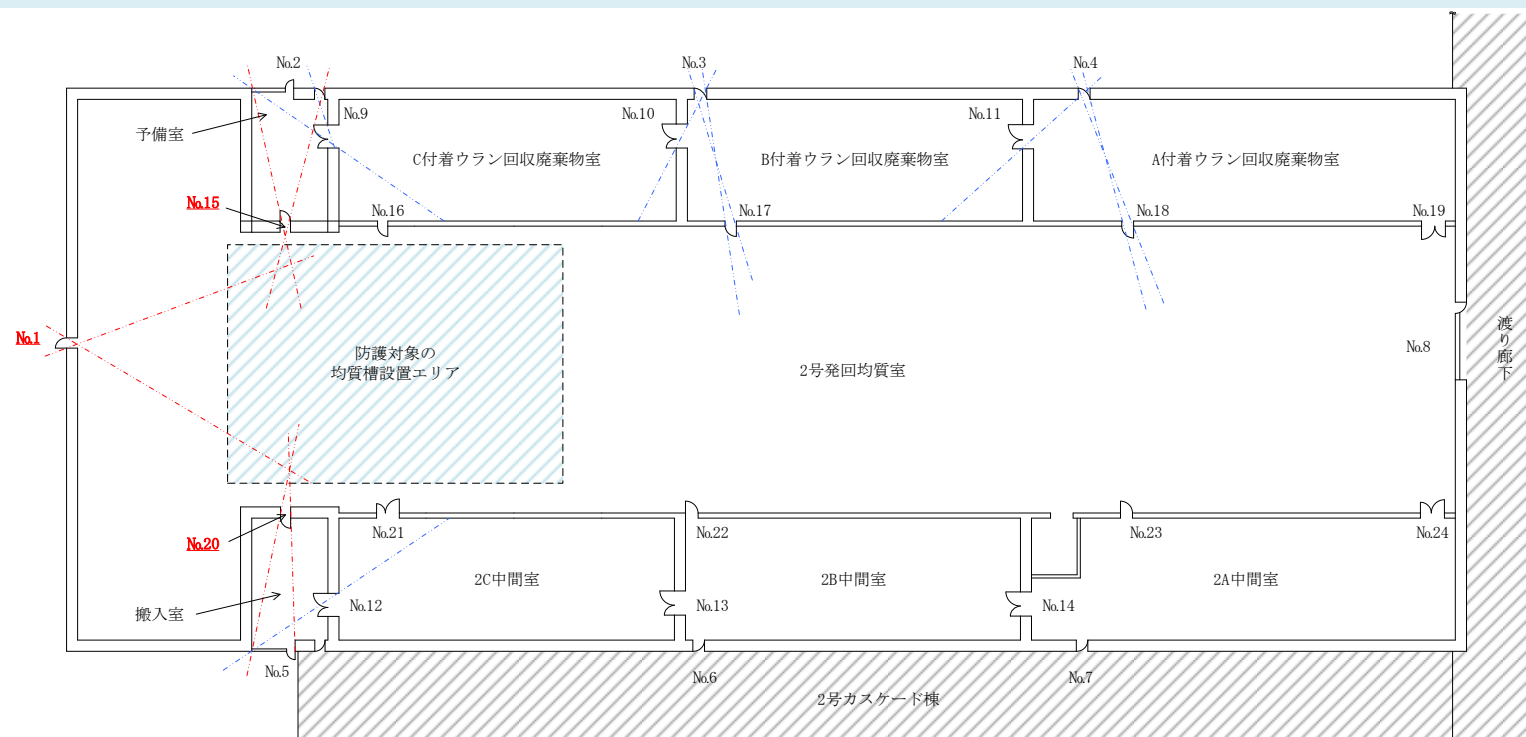 No.2
No.3
No.4
No.9
No.10
No.11
予備室
C付着ウラン回収廃棄物室
B付着ウラン回収廃棄物室
A付着ウラン回収廃棄物室
No.15
No.16
No.17
No.18
No.19
No.1
防護対象の
均質槽設置エリア
2号発回均質室
No.8
渡り廊下
No.20
No.21
No.22
No.23
No.24
2C中間室
2B中間室
2A中間室
搬入室
No.12
No.13
No.14
No.5
No.6
No.7
2号カスケード棟